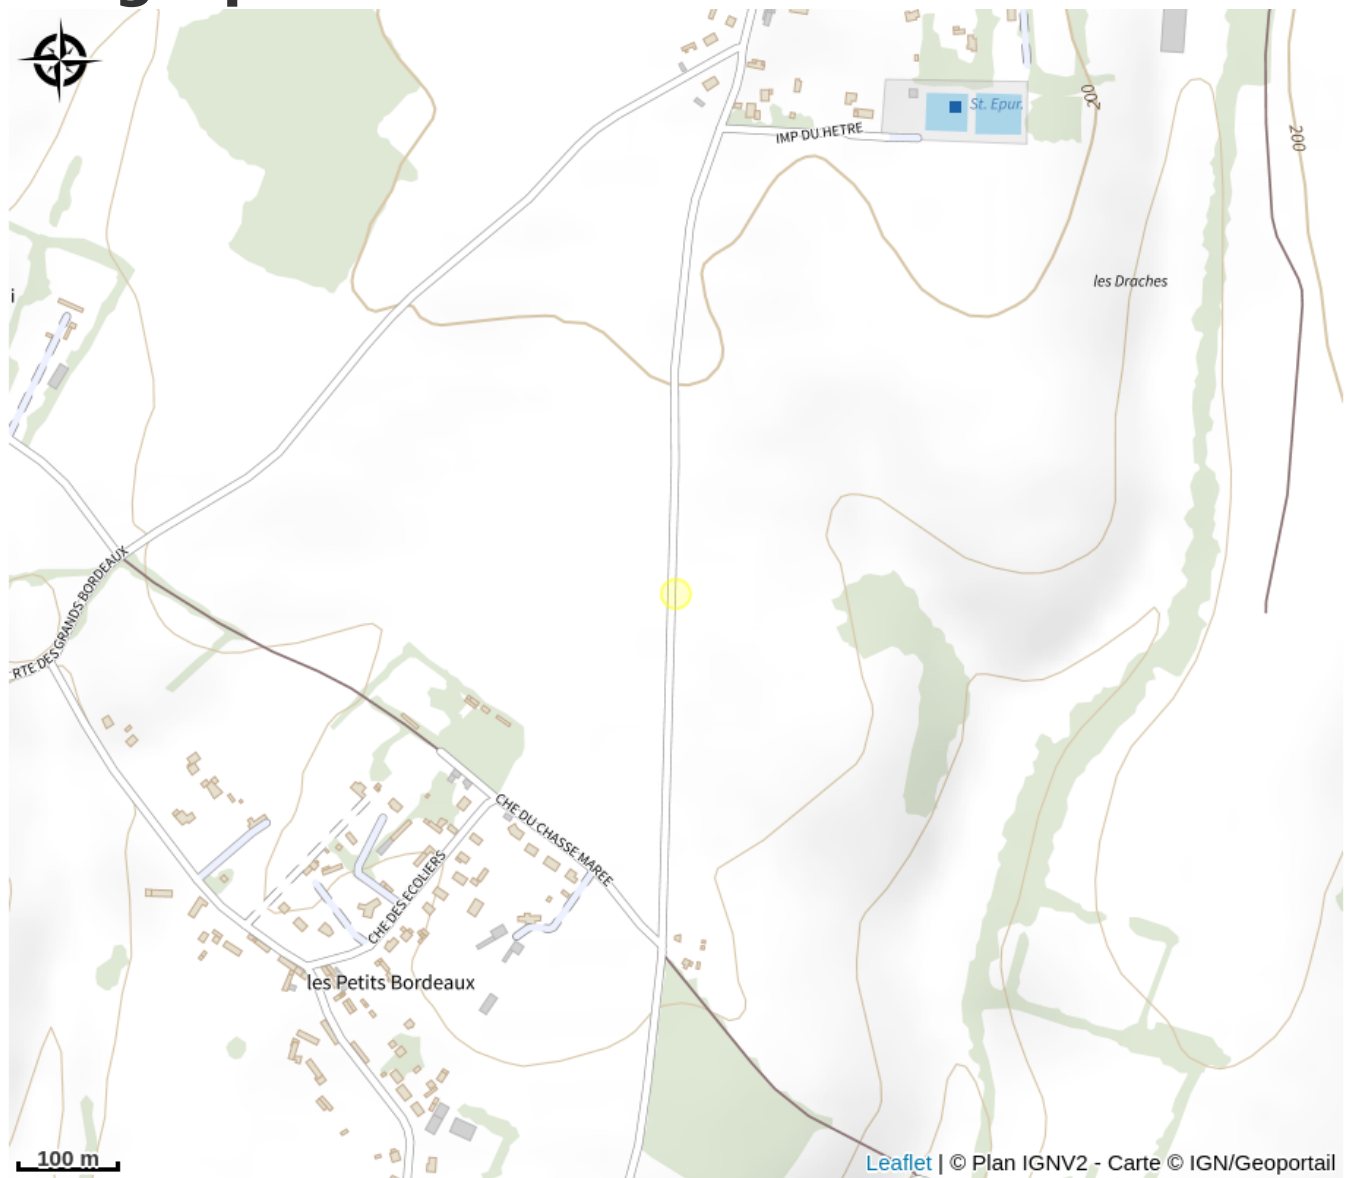 200
St. Epur.
IMP DU HETRE
200
les Draches
i
RTE DES GRANDS BORDEAUX
CHE DU CHASSE MAREE
CHE DES ECOLIERS
les Petits Bordeaux
100 m
Leaflet | © Plan IGNV2 - Carte © IGN/Geoportail